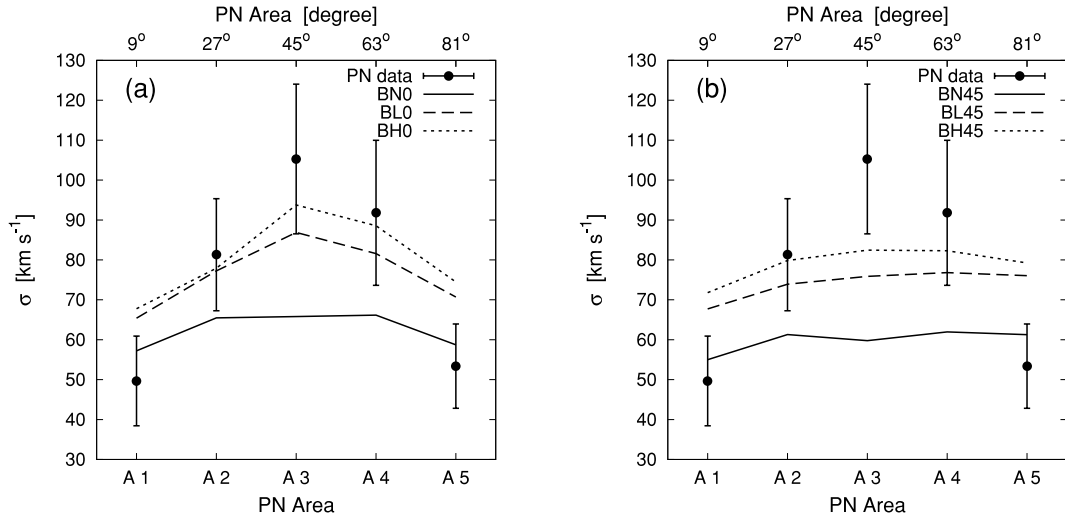 PN Area [degree]
9° 27° 45° 63° 81°
130
120
110
100
90
80
70
60
50
40
30
σ [km s⁻¹]
(a)
PN data
BN0
BL0
BH0
A 1 A 2 A 3 A 4 A 5
PN Area
PN Area [degree]
9° 27° 45° 63° 81°
130
120
110
100
90
80
70
60
50
40
30
σ [km s⁻¹]
(b)
PN data
BN45
BL45
BH45
A 1 A 2 A 3 A 4 A 5
PN Area